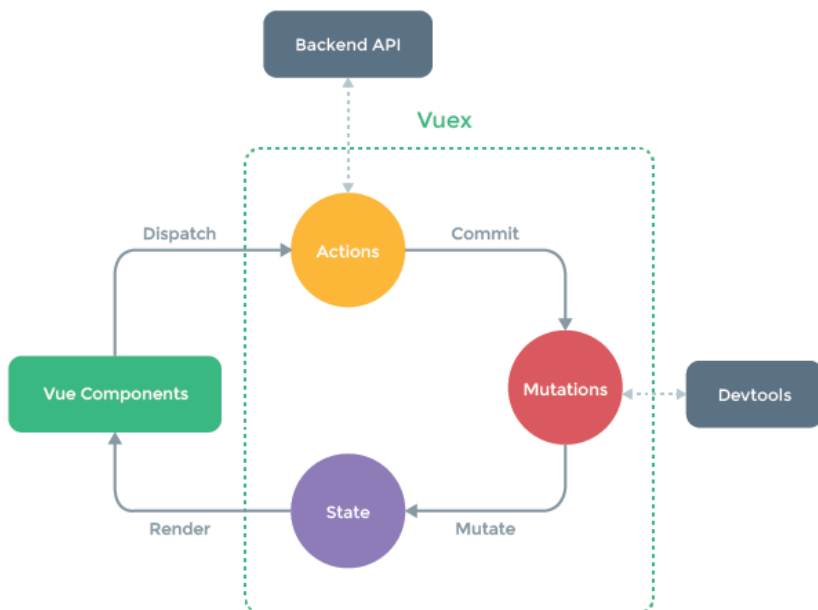 Backend API
Vuex
Dispatch
Actions
Commit
Vue Components
Mutations
Devtools
State
Render
Mutate